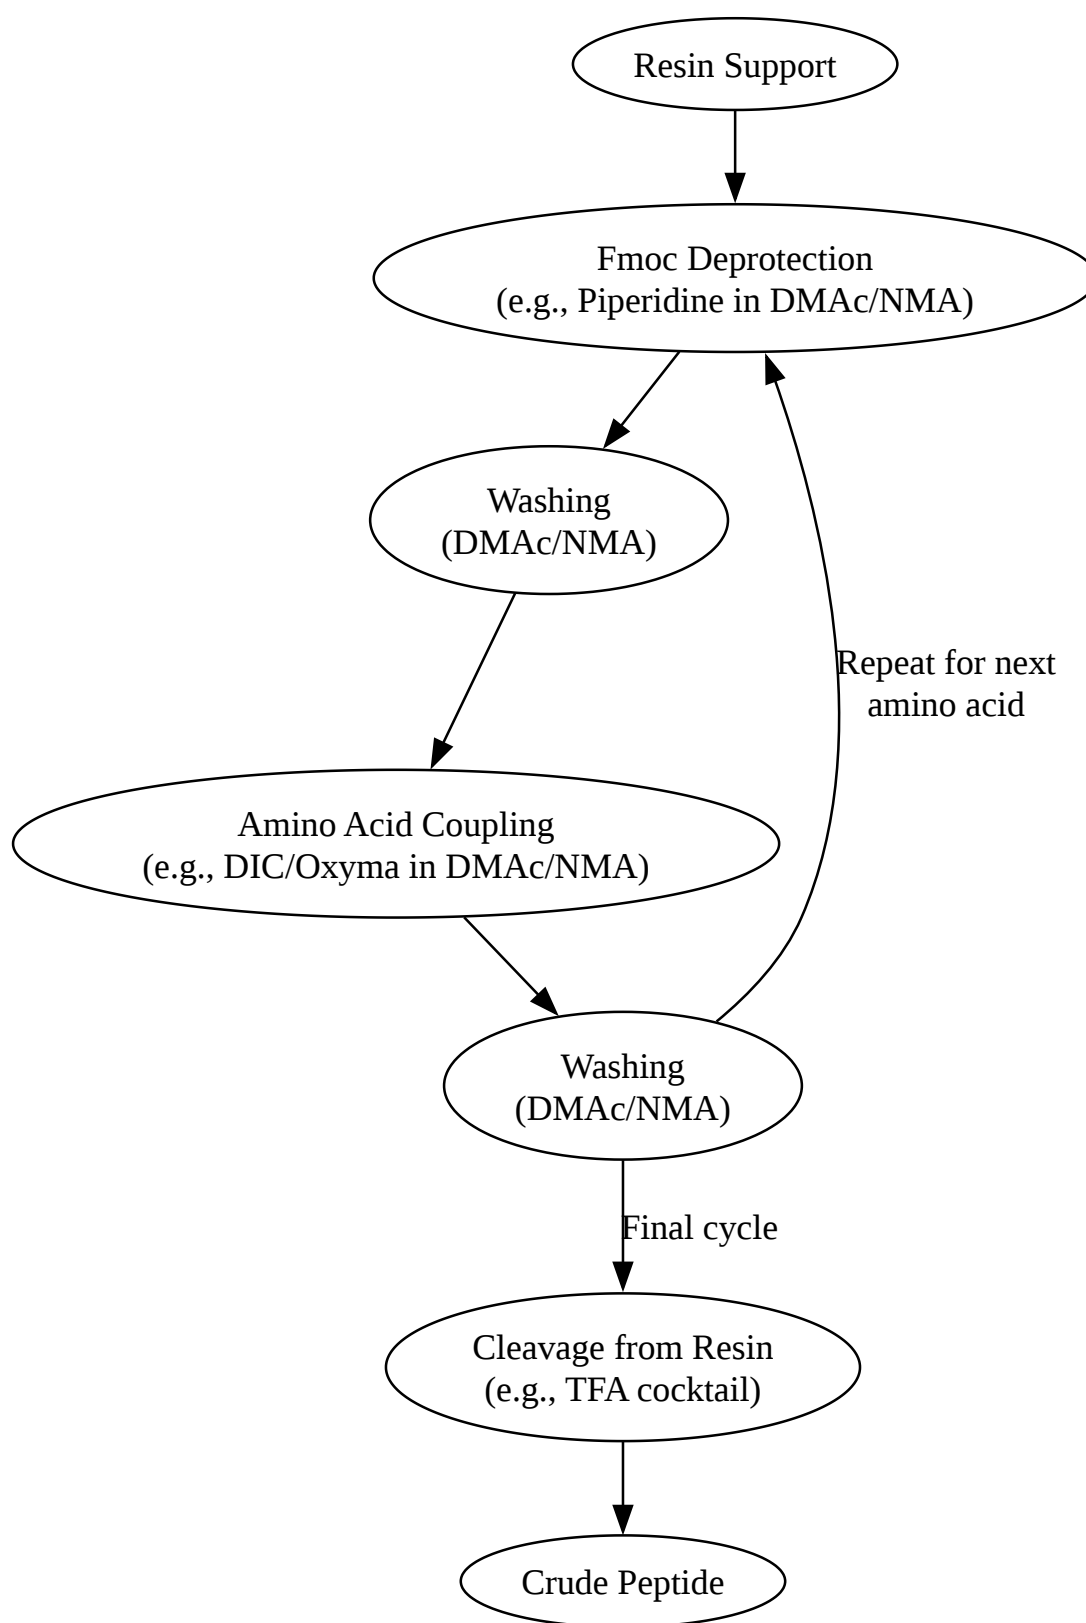 Resin Support
Fmoc Deprotection
(e.g., Piperidine in DMAc/NMA)
Washing
(DMAc/NMA)
Repeat for next
amino acid
Amino Acid Coupling
(e.g., DIC/Oxyma in DMAc/NMA)
Washing
(DMAc/NMA)
Final cycle
Cleavage from Resin
(e.g., TFA cocktail)
Crude Peptide